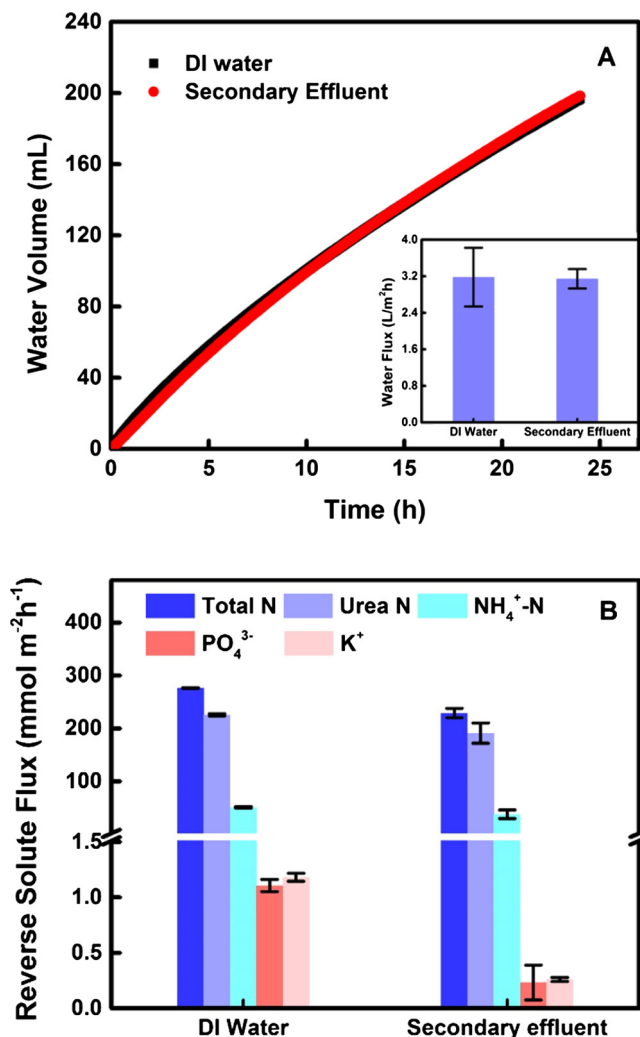 240
200
160
120
80
40
0
Water Volume (mL)
A
DI water
Secondary Effluent
4.0
3.2
2.4
1.6
0.8
0.0
Water Flux (L/m²h)
DI Water Secondary Effluent
0 5 10 15 20 25
Time (h)
B
Total N Urea N NH₄⁺-N
PO₄³⁻ K⁺
400
300
200
100
1.5
1.0
0.5
0.0
Reverse Solute Flux (mmol m⁻²h⁻¹)
DI Water Secondary effluent